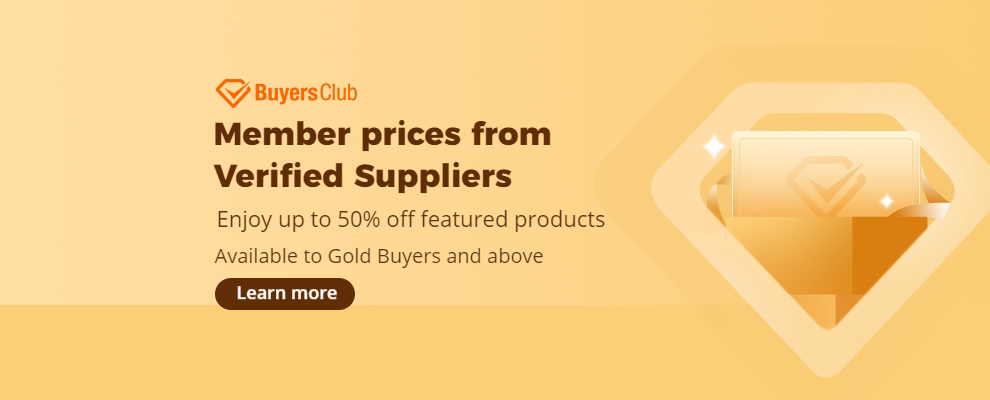 BuyersClub
Member prices from
Verified Suppliers
Enjoy up to 50% off featured products
Available to Gold Buyers and above
Learn more